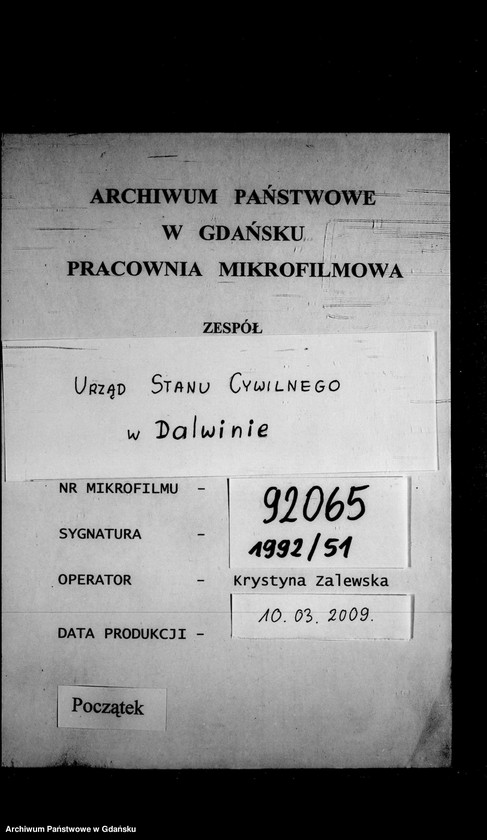 ARCHIWUM PAŃSTWOWE
W GDAŃSKU
PRACOWNIA MIKROFILMOWA
ZESPÓŁ
URZĄD STANU CYWILNEGO
w Dalwinie
NR MIKROFILMU - 92065
SYGNATURA - 1992/51
OPERATOR - Krystyna Zalewska
DATA PRODUKCJI - 10.03.2009.
Początek
Archiwum Państwowe w Gdańsku